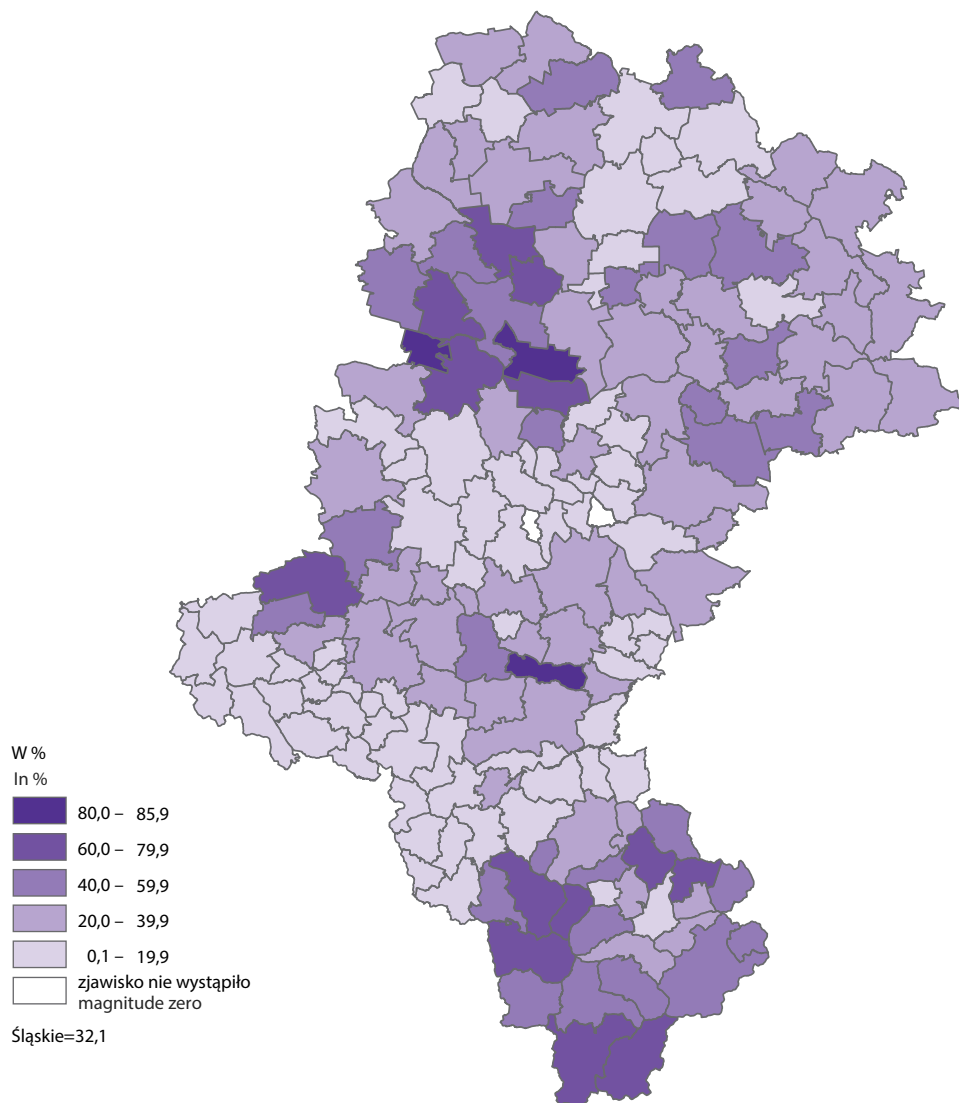 W %
In %
80,0 – 85,9
60,0 – 79,9
40,0 – 59,9
20,0 – 39,9
0,1 – 19,9
zjawisko nie wystąpiło
magnitude zero
Śląskie=32,1